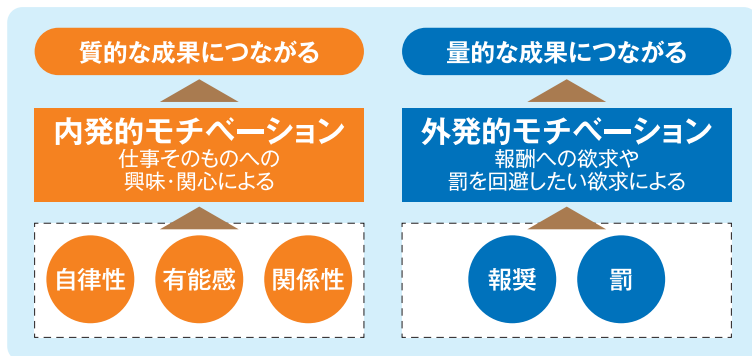 質的な成果につながる
内発的モチベーション
仕事そのものへの
興味・関心による
自律性
有能感
関係性
量的な成果につながる
外発的モチベーション
報酬への欲求や
罰を回避したい欲求による
報奨
罰